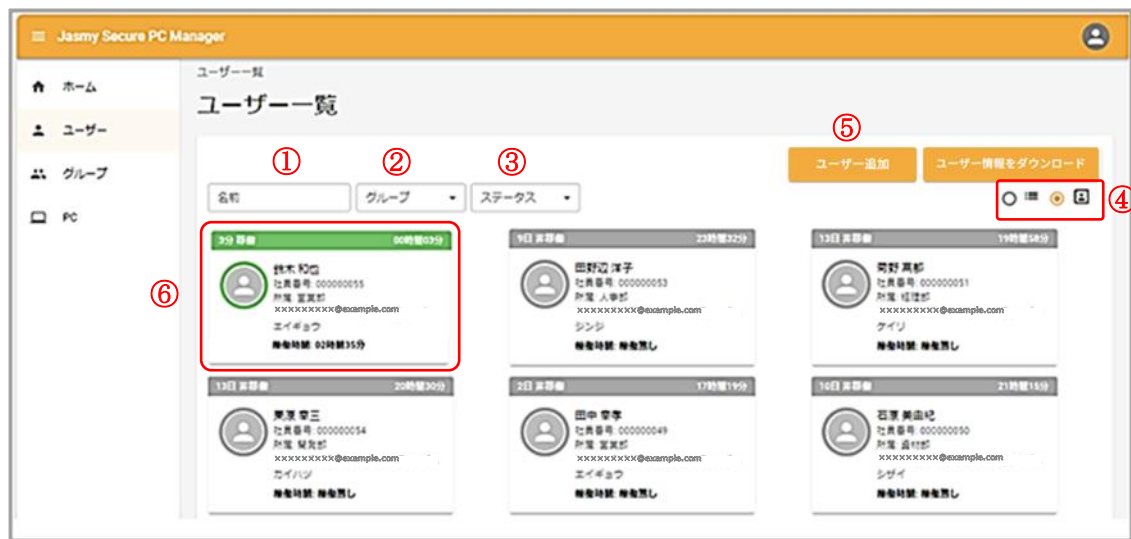 Jasmy Secure PC Manager
ホーム
ユーザー
グループ
PC
ユーザー一覧
ユーザー一覧
① ② ③ ⑤
ユーザー追加 ユーザー情報をダウンロード
名前 グループ ステータス ④
⑥
3分 稼働 00時間03分
鈴木 和也
社員番号: 000000055
所属: 営業部
xxxxxxxxx@example.com
エイギョウ
稼働時間: 02時間35分
9日 非稼働 23時間32分
田野辺 洋子
社員番号: 000000053
所属: 人事部
xxxxxxxxx@example.com
ジンジ
稼働時間: 稼働無し
13日 非稼働 19時間58分
社員番号: 000000051
所属: 経理部
xxxxxxxxx@example.com
ケイリ
稼働時間: 稼働無し
13日 非稼働 20時間30分
社員番号: 000000054
所属: 開発部
xxxxxxxxx@example.com
カイハツ
稼働時間: 稼働無し
2日 非稼働 17時間19分
田中 幸孝
社員番号: 000000049
所属: 営業部
xxxxxxxxx@example.com
エイギョウ
稼働時間: 稼働無し
10日 非稼働 21時間15分
石原 美由紀
社員番号: 000000050
所属: 資材部
xxxxxxxxx@example.com
シザイ
稼働時間: 稼働無し